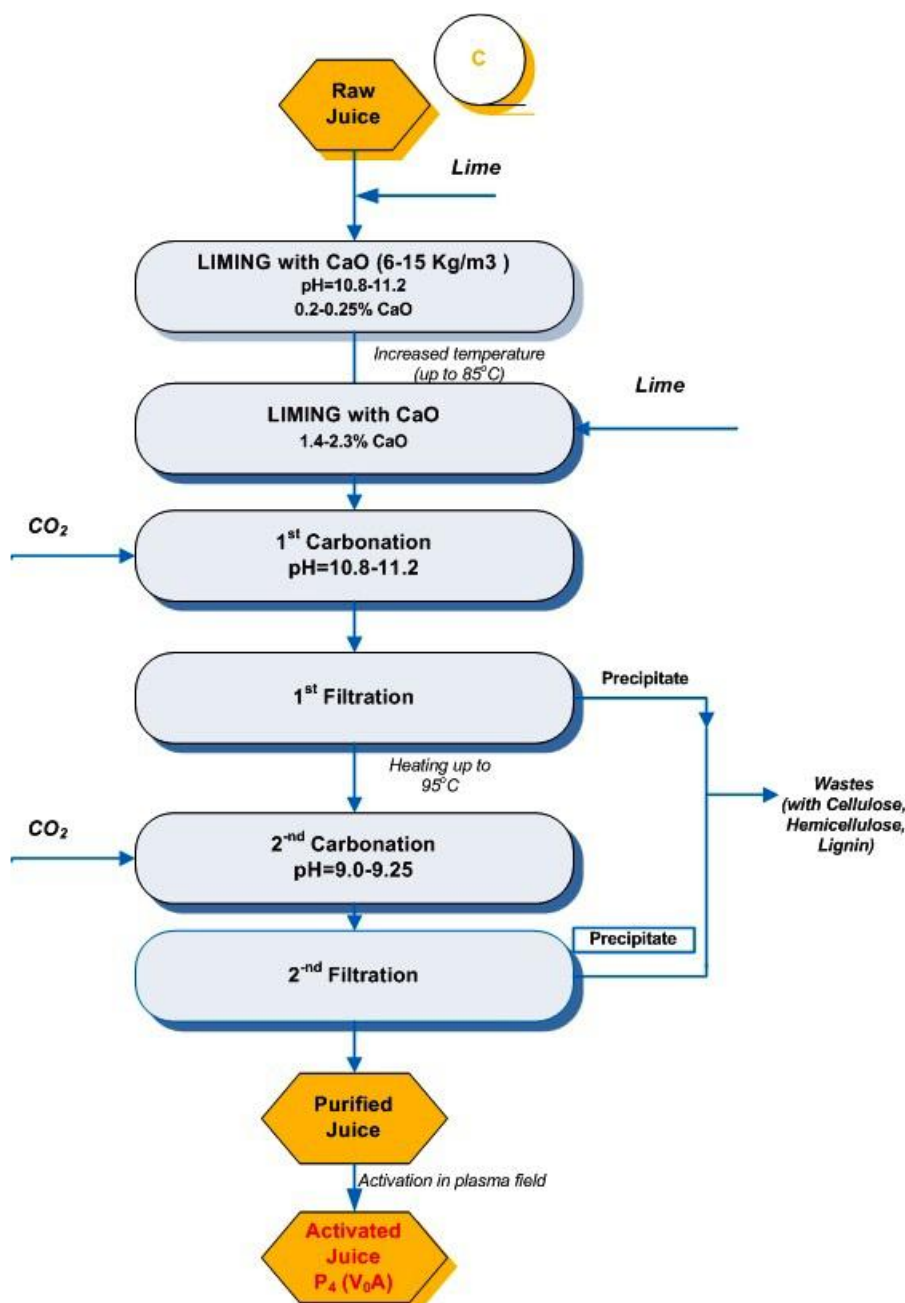 C
Raw
Juice
Lime
LIMING with CaO (6-15 Kg/m3 )
pH=10.8-11.2
0.2-0.25% CaO
Increased temperature
(up to 85°C)
Lime
LIMING with CaO
1.4-2.3% CaO
CO₂
1st Carbonation
pH=10.8-11.2
1st Filtration
Precipitate
Heating up to
95°C
Wastes
(with Cellulose,
Hemicellulose,
Lignin)
CO₂
2-nd Carbonation
pH=9.0-9.25
Precipitate
2-nd Filtration
Purified
Juice
Activation in plasma field
Activated
Juice
P₄ (V₀A)